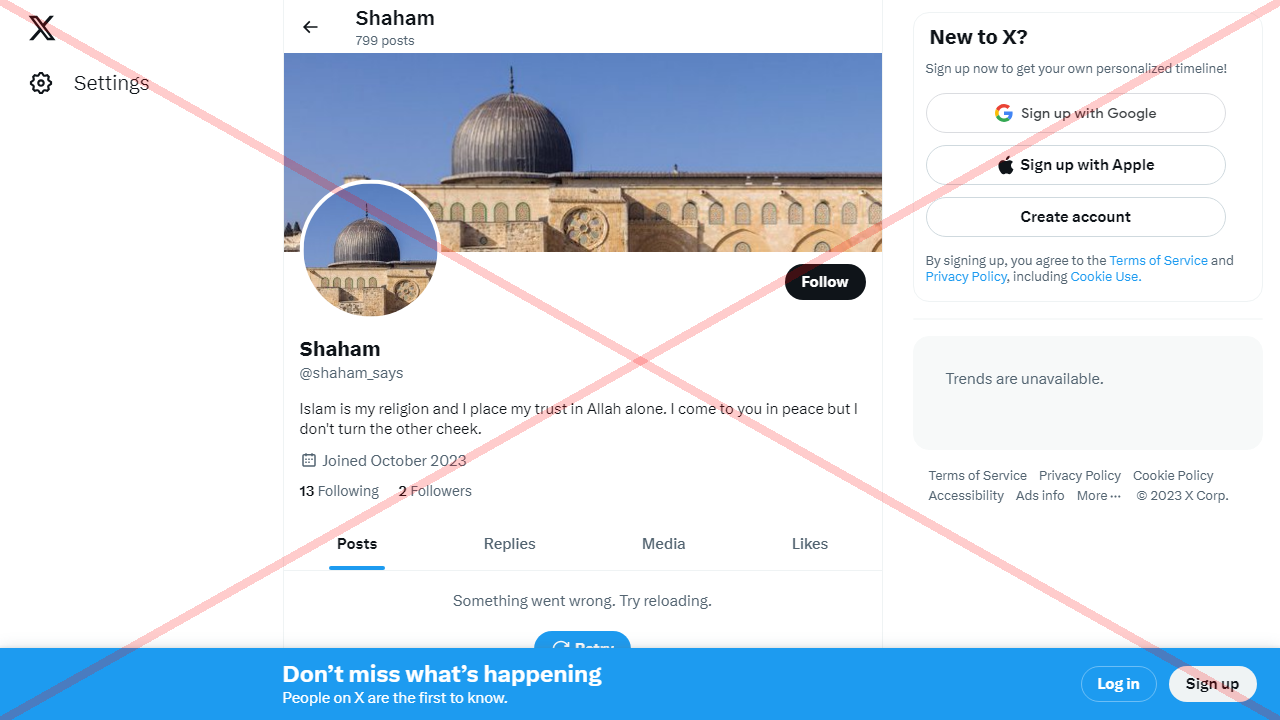 Shaham
799 posts
Settings
Follow
Shaham
@shaham_says
Islam is my religion and I place my trust in Allah alone. I come to you in peace but I
don't turn the other cheek.
Joined October 2023
13 Following 2 Followers
Posts Replies Media Likes
Something went wrong. Try reloading.
Retry
New to X?
Sign up now to get your own personalized timeline!
Sign up with Google
Sign up with Apple
Create account
By signing up, you agree to the Terms of Service and
Privacy Policy, including Cookie Use.
Trends are unavailable.
Terms of Service Privacy Policy Cookie Policy
Accessibility Ads info More ··· © 2023 X Corp.
Don’t miss what’s happening
People on X are the first to know.
Log in Sign up